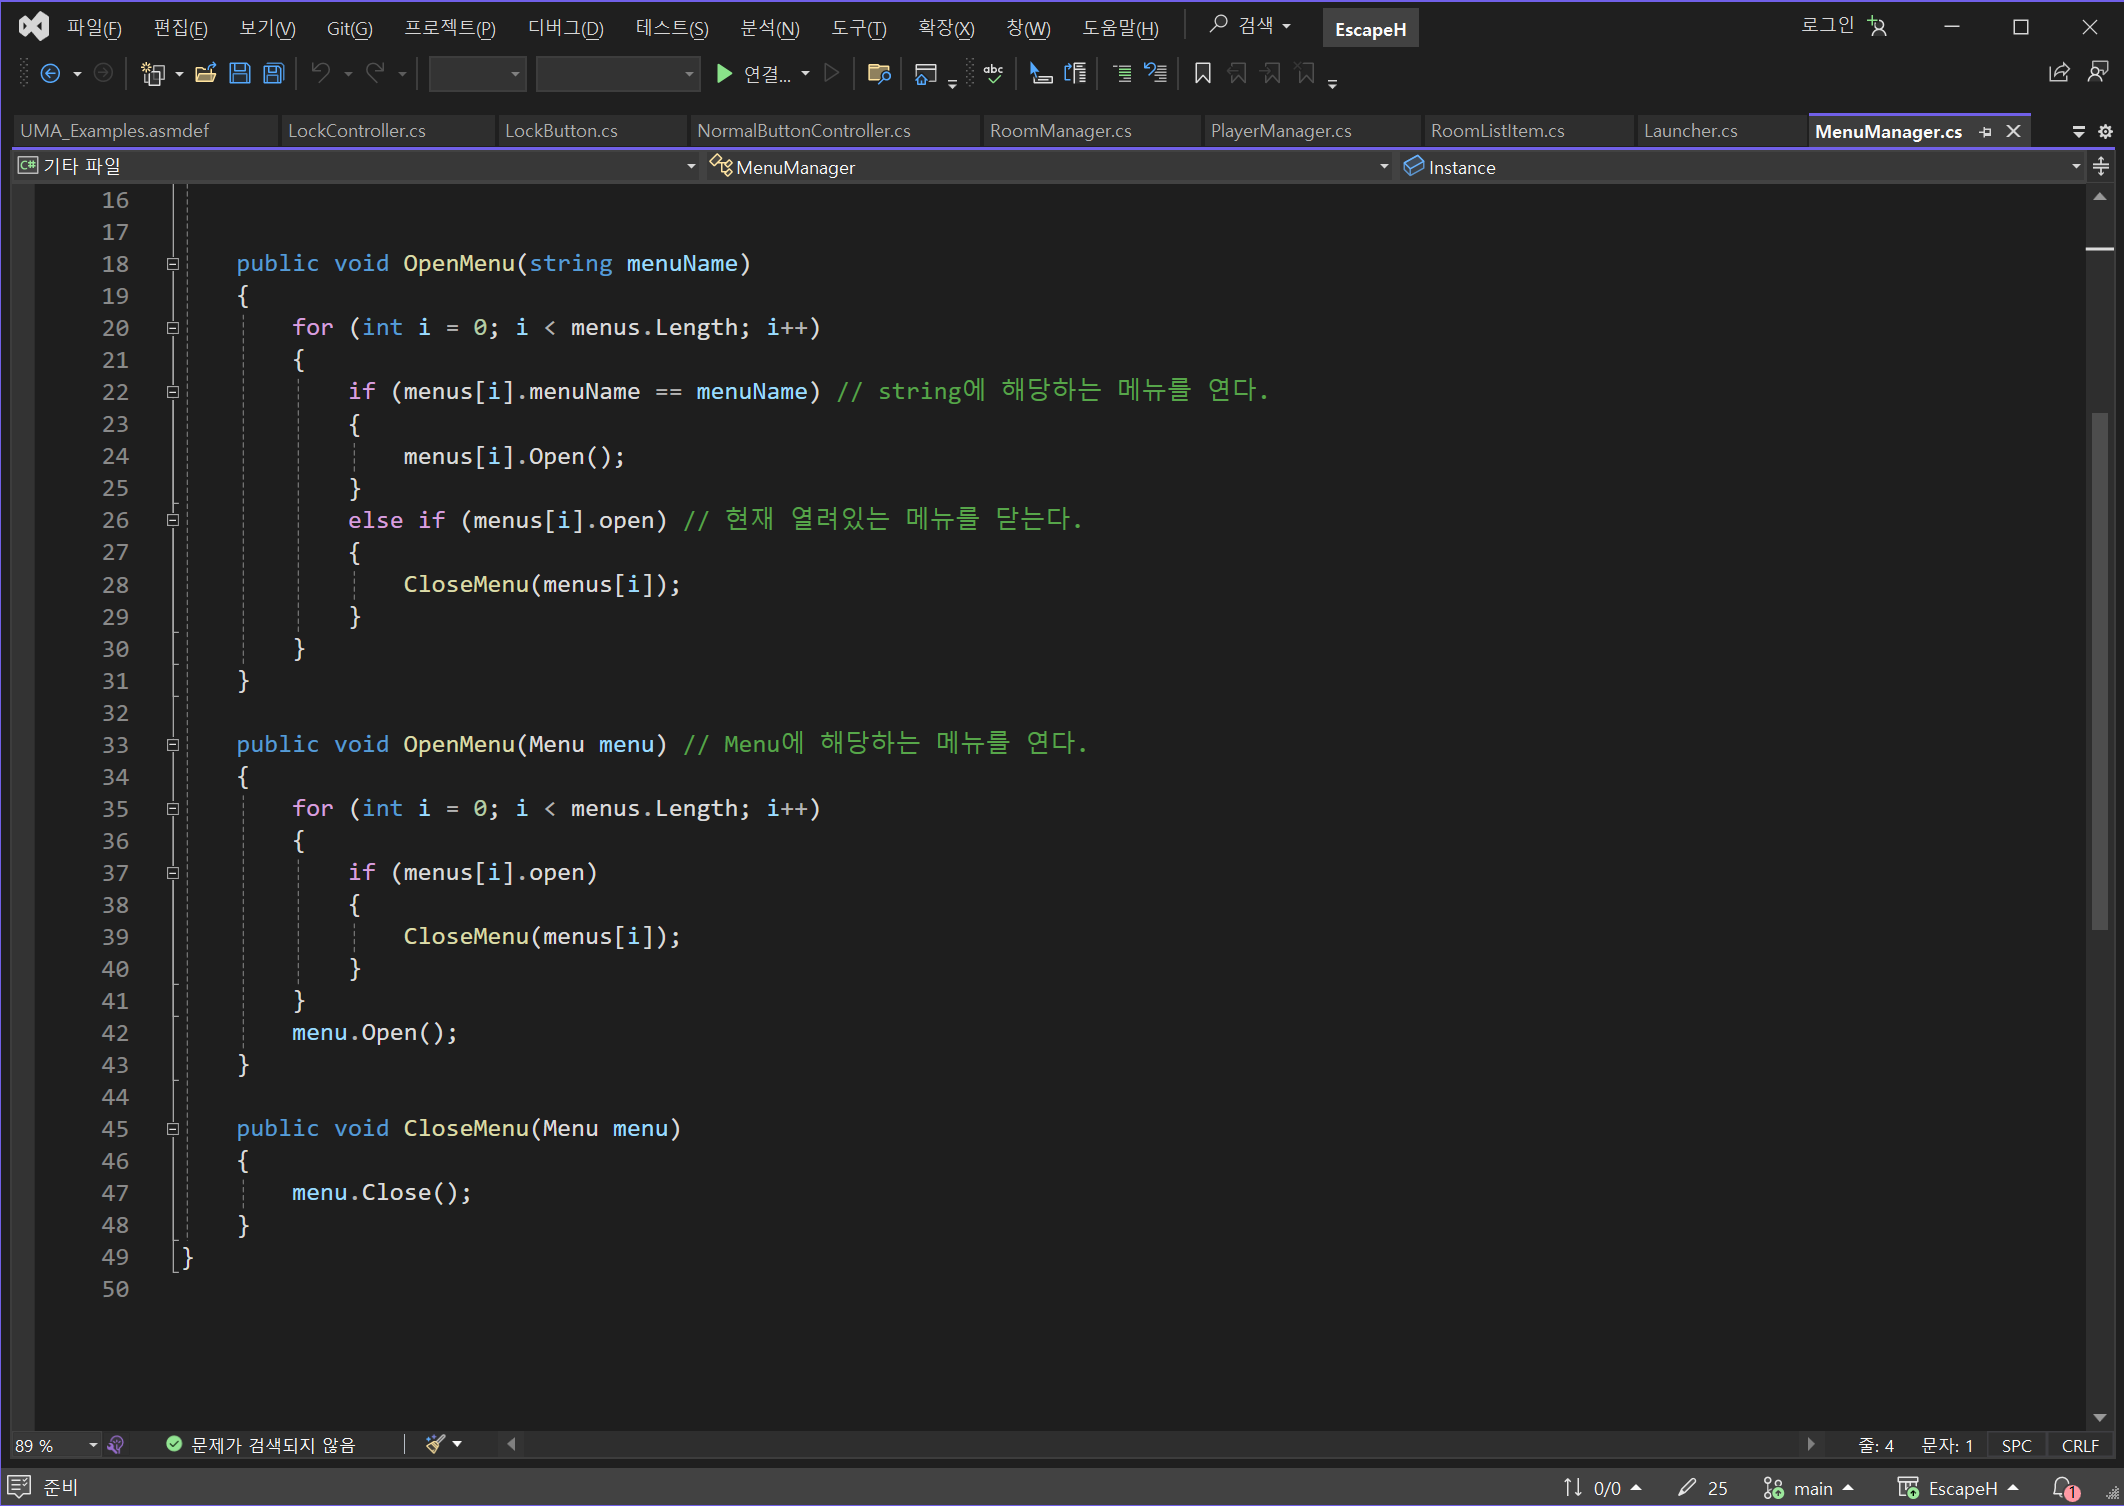 파일(F) 편집(E) 보기(V) Git(G) 프로젝트(P) 디버그(D) 테스트(S) 분석(N) 도구(T) 확장(X) 창(W) 도움말(H) 검색 EscapeH 로그인
연결... abc
UMA_Examples.asmdef LockController.cs LockButton.cs NormalButtonController.cs RoomManager.cs PlayerManager.cs RoomListItem.cs Launcher.cs MenuManager.cs
C# 기타 파일 MenuManager Instance
16
17
18 public void OpenMenu(string menuName)
19 {
20 for (int i = 0; i < menus.Length; i++)
21 {
22 if (menus[i].menuName == menuName) // string에 해당하는 메뉴를 연다.
23 {
24 menus[i].Open();
25 }
26 else if (menus[i].open) // 현재 열려있는 메뉴를 닫는다.
27 {
28 CloseMenu(menus[i]);
29 }
30 }
31 }
32
33 public void OpenMenu(Menu menu) // Menu에 해당하는 메뉴를 연다.
34 {
35 for (int i = 0; i < menus.Length; i++)
36 {
37 if (menus[i].open)
38 {
39 CloseMenu(menus[i]);
40 }
41 }
42 menu.Open();
43 }
44
45 public void CloseMenu(Menu menu)
46 {
47 menu.Close();
48 }
49 }
50
89 % 문제가 검색되지 않음 줄: 4 문자: 1 SPC CRLF
준비 0/0 25 main EscapeH 1